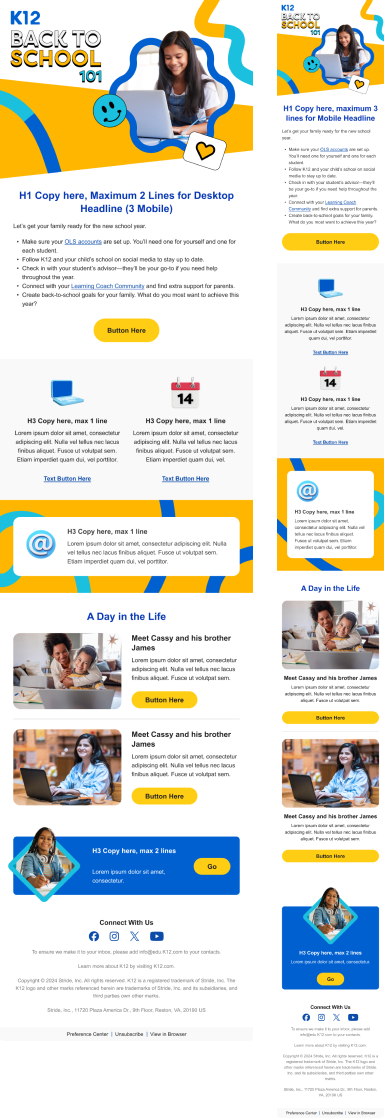 K12
BACK TO
SCHOOL
101
H1 Copy here, Maximum 2 Lines for Desktop
Headline (3 Mobile)
Let's get your family ready for the new school year.
• Make sure your OLS accounts are set up. You'll need one for yourself and one for
each student.
• Follow K12 and your child's school on social media to stay up to date.
• Check in with your student's advisor—they'll be your go-to if you need help
throughout the year.
• Connect with your Learning Coach Community and find extra support for parents.
• Create back-to-school goals for your family. What do you most want to achieve this
year?
Button Here
14
H3 Copy here, max 1 line
Lorem ipsum dolor sit amet, consectetur
adipiscing elit. Nulla vel tellus nec lacus
finibus aliquet. Fusce ut volutpat sem.
Etiam imperdiet quam dui, vel porttitor.
Text Button Here
H3 Copy here, max 1 line
Lorem ipsum dolor sit amet, consectetur
adipiscing elit. Nulla vel tellus nec lacus
finibus aliquet. Fusce ut volutpat sem.
Etiam imperdiet quam dui, vel porttitor.
Text Button Here
@
H3 Copy here, max 1 line
Lorem ipsum dolor sit amet, consectetur adipiscing elit. Nulla
vel tellus nec lacus finibus aliquet. Fusce ut volutpat sem.
Etiam imperdiet quam dui, vel porttitor.
A Day in the Life
Meet Cassy and his brother
James
Lorem ipsum dolor sit amet, consectetur
adipiscing elit. Nulla vel tellus nec lacus
finibus aliquet. Fusce ut volutpat sem.
Button Here
Meet Cassy and his brother
James
Lorem ipsum dolor sit amet, consectetur
adipiscing elit. Nulla vel tellus nec lacus
finibus aliquet. Fusce ut volutpat sem.
Button Here
H3 Copy here, max 2 lines
Lorem ipsum dolor sit amet,
consectetur.
Go
Connect With Us
To ensure we make it to your inbox, please add info@edu.K12.com to your contacts.
Learn more about K12 by visiting K12.com.
Copyright © 2024 Stride, Inc. All rights reserved. K12 is a registered trademark of Stride, Inc. The
K12 logo and other marks referenced herein are trademarks of Stride, Inc. and its subsidiaries, and
third parties own other marks.
Stride, Inc., 11720 Plaza America Dr., 9th Floor, Reston, VA, 20190 US
Preference Center | Unsubscribe | View in Browser
K12
BACK TO
SCHOOL
101
H1 Copy here, maximum 3
lines for Mobile Headline
Let's get your family ready for the new school
year.
• Make sure your OLS accounts are set up.
You'll need one for yourself and one for each
student.
• Follow K12 and your child's school on social
media to stay up to date.
• Check in with your student's advisor—they'll
be your go-to if you need help throughout the
year.
• Connect with your Learning Coach
Community and find extra support for parents.
• Create back-to-school goals for your family.
What do you most want to achieve this year?
Button Here
H3 Copy here, max 1 line
Lorem ipsum dolor sit amet, consectetur
adipiscing elit. Nulla vel tellus nec lacus
finibus aliquet. Fusce ut volutpat sem. Etiam
imperdiet quam dui, vel porttitor.
Text Button Here
14
H3 Copy here, max 1 line
Lorem ipsum dolor sit amet, consectetur
adipiscing elit. Nulla vel tellus nec lacus
finibus aliquet. Fusce ut volutpat sem. Etiam
imperdiet quam dui, vel.
Text Button Here
@
H3 Copy here, max 1 line
Lorem ipsum dolor sit amet,
consectetur adipiscing elit. Nulla
vel tellus nec lacus finibus
aliquet. Fusce ut volutpat sem.
Etiam imperdiet quam dui, vel
porttitor.
A Day in the Life
Meet Cassy and his brother James
Lorem ipsum dolor sit amet, consectetur
adipiscing elit. Nulla vel tellus nec lacus finibus
aliquet. Fusce ut volutpat sem.
Button Here
Meet Cassy and his brother James
Lorem ipsum dolor sit amet, consectetur
adipiscing elit. Nulla vel tellus nec lacus finibus
aliquet. Fusce ut volutpat sem.
Button Here
H3 Copy here, max 2 lines
Lorem ipsum dolor sit amet, consectetur.
Go
Connect With Us
To ensure we make it to your inbox, please add
info@edu.K12.com to your contacts.
Learn more about K12 by visiting K12.com.
Copyright © 2024 Stride, Inc. All rights reserved. K12 is a
registered trademark of Stride, Inc. The K12 logo and
other marks referenced herein are trademarks of Stride,
Inc. and its subsidiaries, and third parties own other
marks.
Stride, Inc., 11720 Plaza America Dr., 9th Floor, Reston,
VA, 20190 US
Preference Center | Unsubscribe | View in Browser